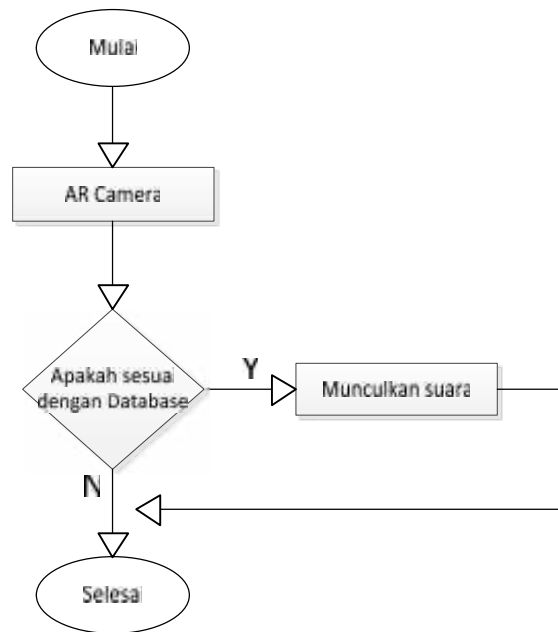 Mulai
AR Camera
Apakah sesuai
dengan Database
Y
Munculkan suara
N
Selesai